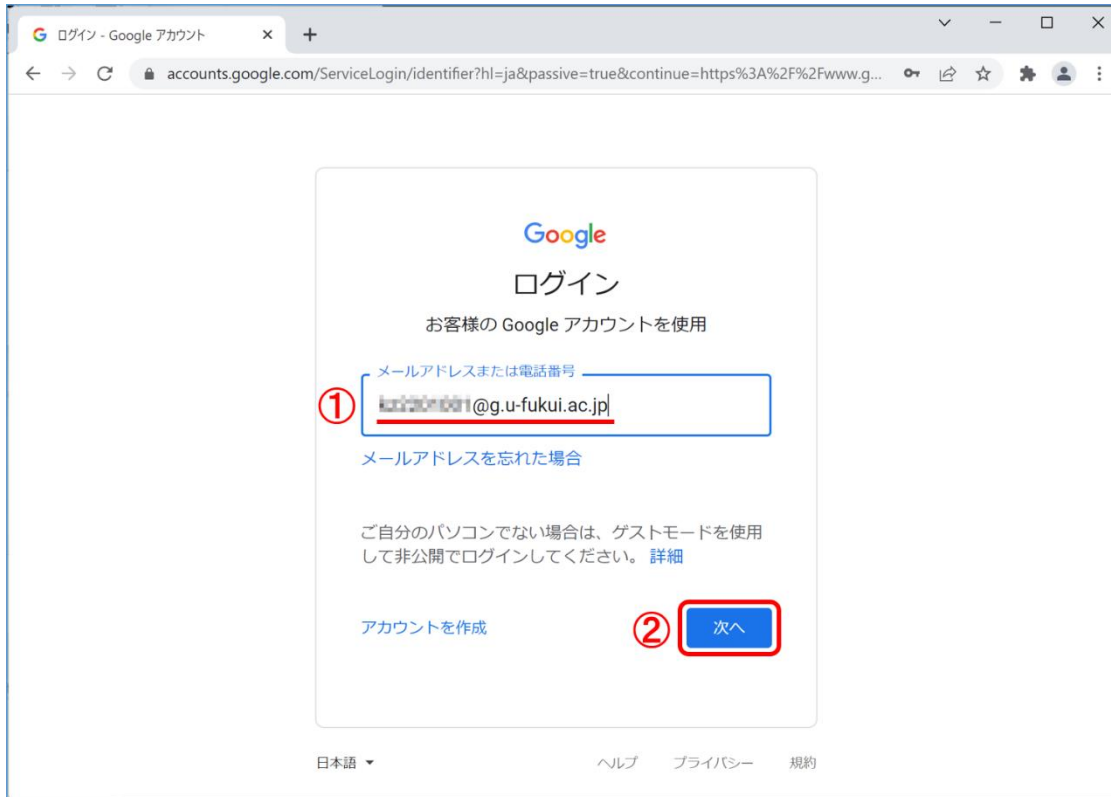 ログイン - Google アカウント
accounts.google.com/ServiceLogin/identifier?hl=ja&passive=true&continue=https%3A%2F%2Fwww.g...
Google
ログイン
お客様の Google アカウントを使用
メールアドレスまたは電話番号
① @g.u-fukui.ac.jp
メールアドレスを忘れた場合
ご自分のパソコンでない場合は、ゲストモードを使用
して非公開でログインしてください。 詳細
アカウントを作成 ② 次へ
日本語 ヘルプ プライバシー 規約